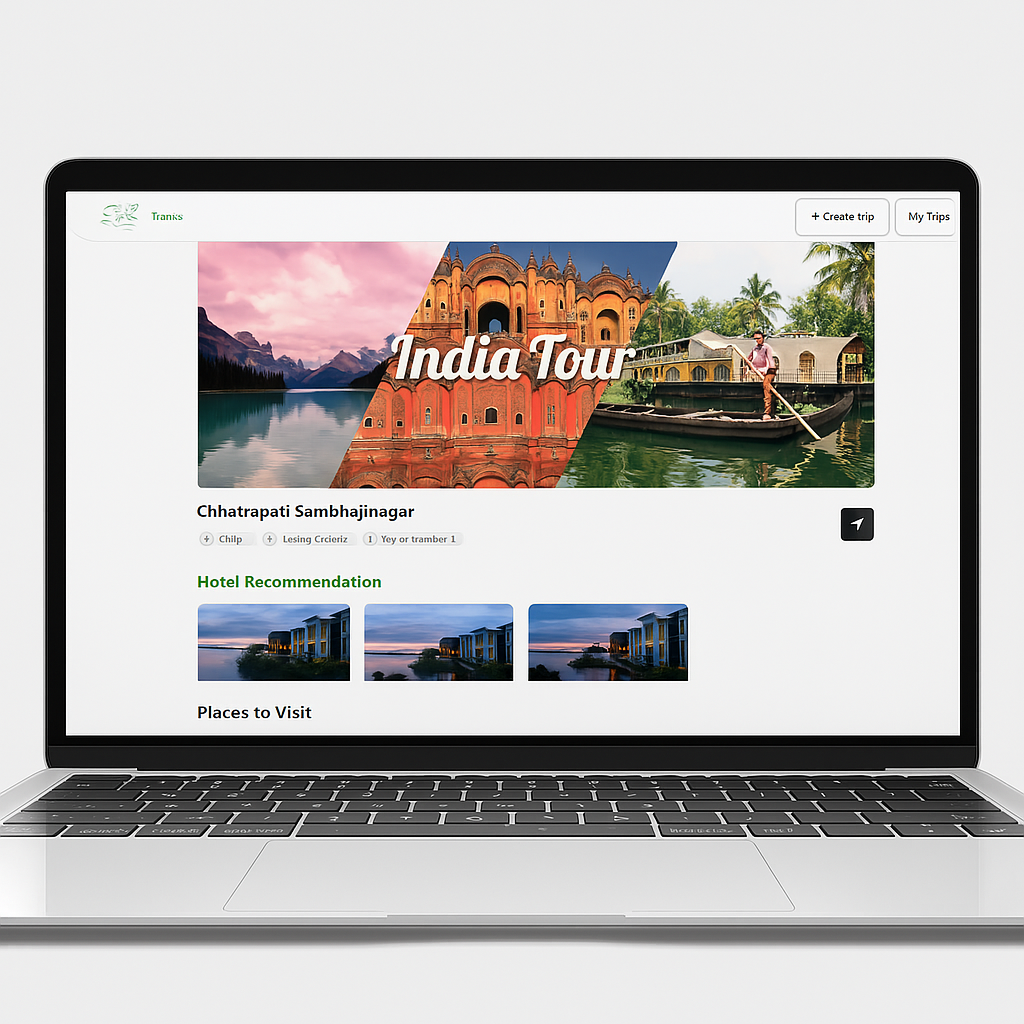 Tranks
+ Create trip
My Trips
India Tour
Chhatrapati Sambhajinagar
Chilp
Lesing Crcieriz
Yey or tramber 1
Hotel Recommendation
Places to Visit